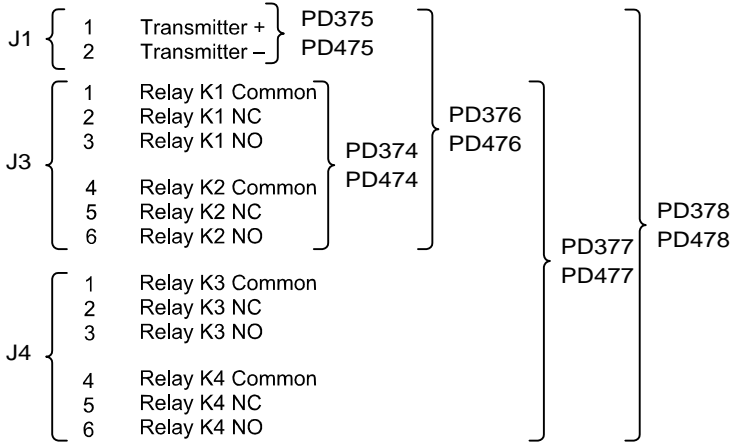 J1
1 Transmitter +
2 Transmitter –
PD375
PD475
J3
1 Relay K1 Common
2 Relay K1 NC
3 Relay K1 NO
4 Relay K2 Common
5 Relay K2 NC
6 Relay K2 NO
PD374
PD474
PD376
PD476
J4
1 Relay K3 Common
2 Relay K3 NC
3 Relay K3 NO
4 Relay K4 Common
5 Relay K4 NC
6 Relay K4 NO
PD377
PD477
PD378
PD478